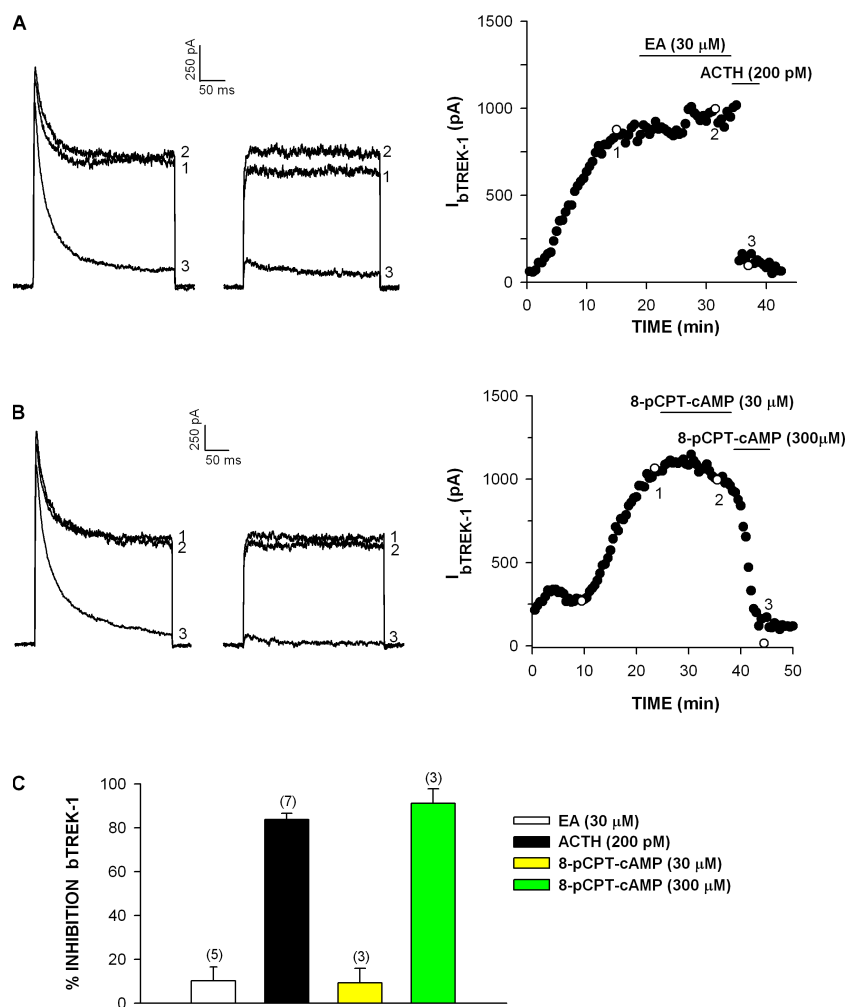 A
250 pA
50 ms
2
1
3
2
1
3
1500
1000
500
0
I bTREK-1 (pA)
EA (30 µM)
ACTH (200 pM)
1
2
3
0 10 20 30 40
TIME (min)
B
250 pA
50 ms
1
2
3
1
2
3
1500
1000
500
0
I bTREK-1 (pA)
8-pCPT-cAMP (30 µM)
8-pCPT-cAMP (300µM)
1
2
3
0 10 20 30 40 50
TIME (min)
C
% INHIBITION bTREK-1
100
80
60
40
20
0
(5)
(7)
(3)
(3)
EA (30 µM)
ACTH (200 pM)
8-pCPT-cAMP (30 µM)
8-pCPT-cAMP (300 µM)